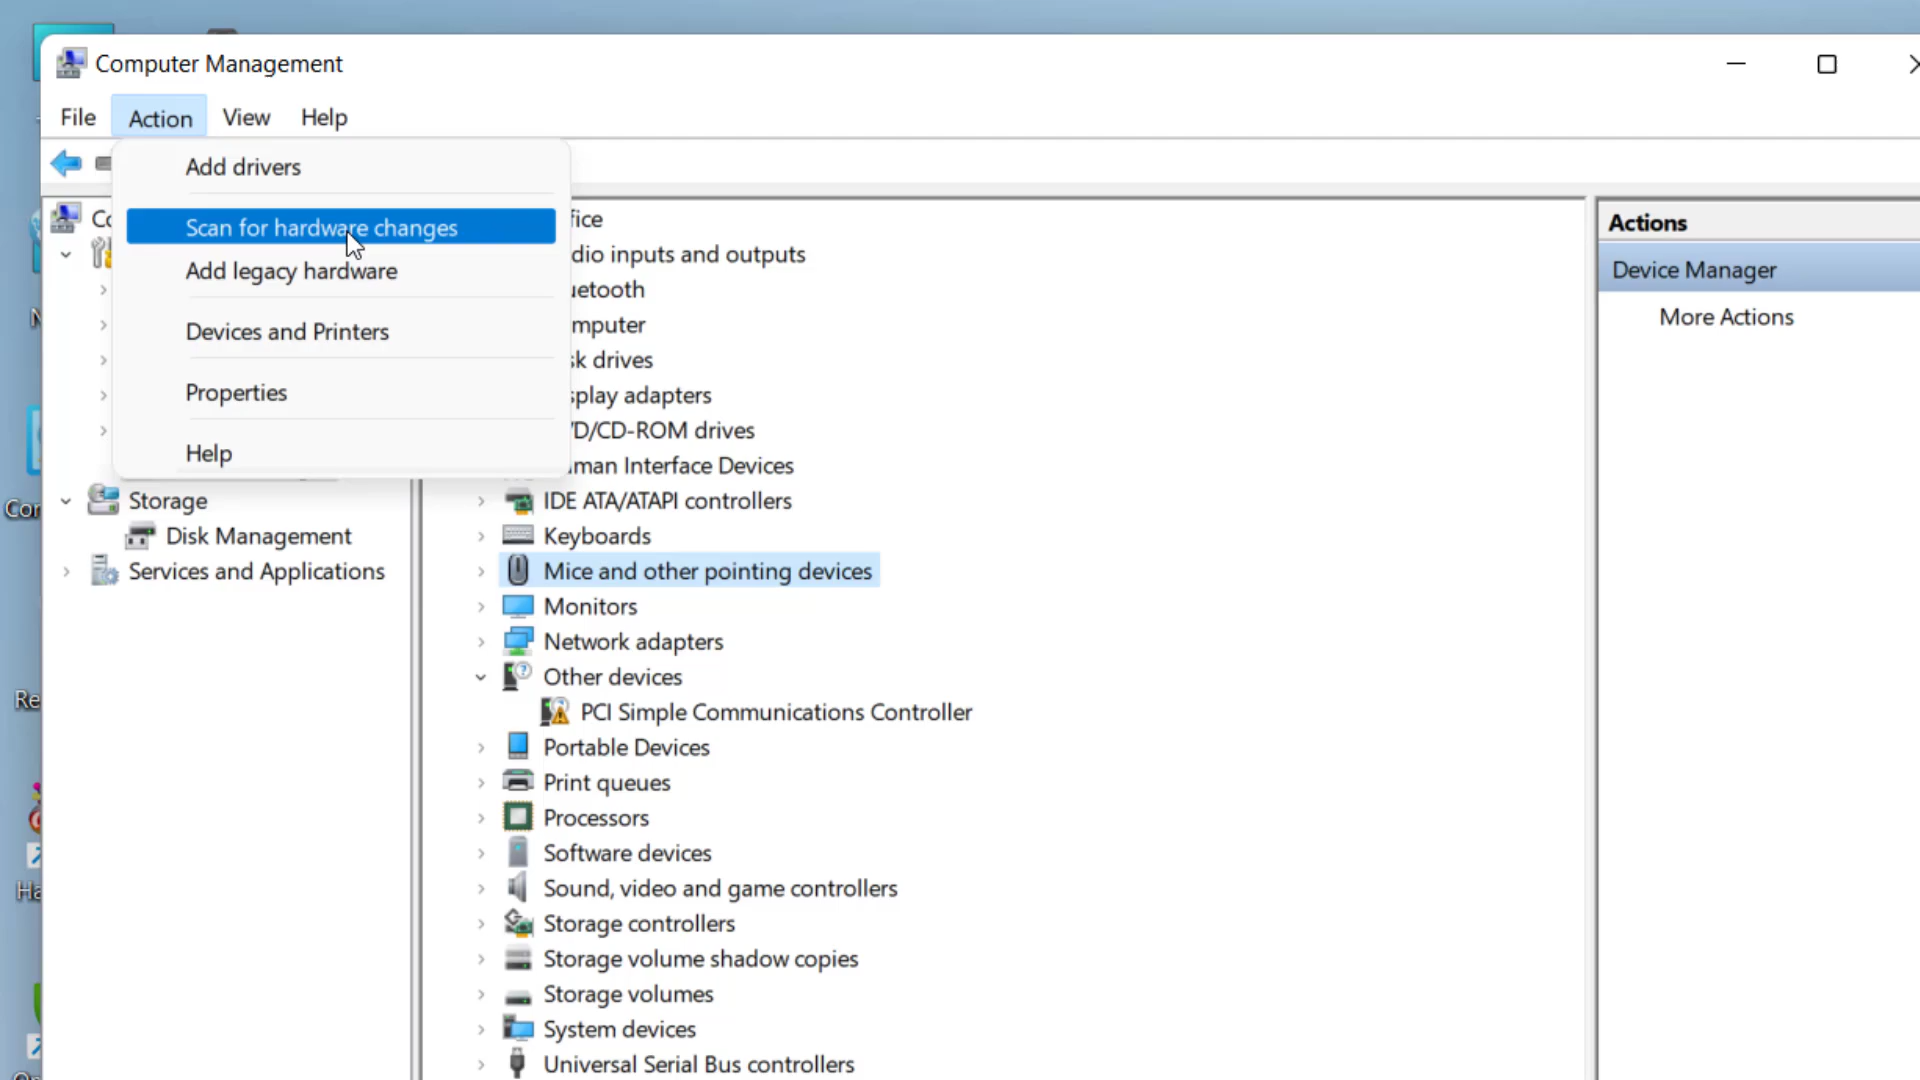 Computer Management
File Action View Help
Add drivers
Scan for hardware changes
Add legacy hardware
Devices and Printers
Properties
Help
Storage
Disk Management
Services and Applications
dio inputs and outputs
uetooth
mputer
sk drives
splay adapters
D/CD-ROM drives
man Interface Devices
IDE ATA/ATAPI controllers
Keyboards
Mice and other pointing devices
Monitors
Network adapters
Other devices
PCI Simple Communications Controller
Portable Devices
Print queues
Processors
Software devices
Sound, video and game controllers
Storage controllers
Storage volume shadow copies
Storage volumes
System devices
Universal Serial Bus controllers
Actions
Device Manager
More Actions